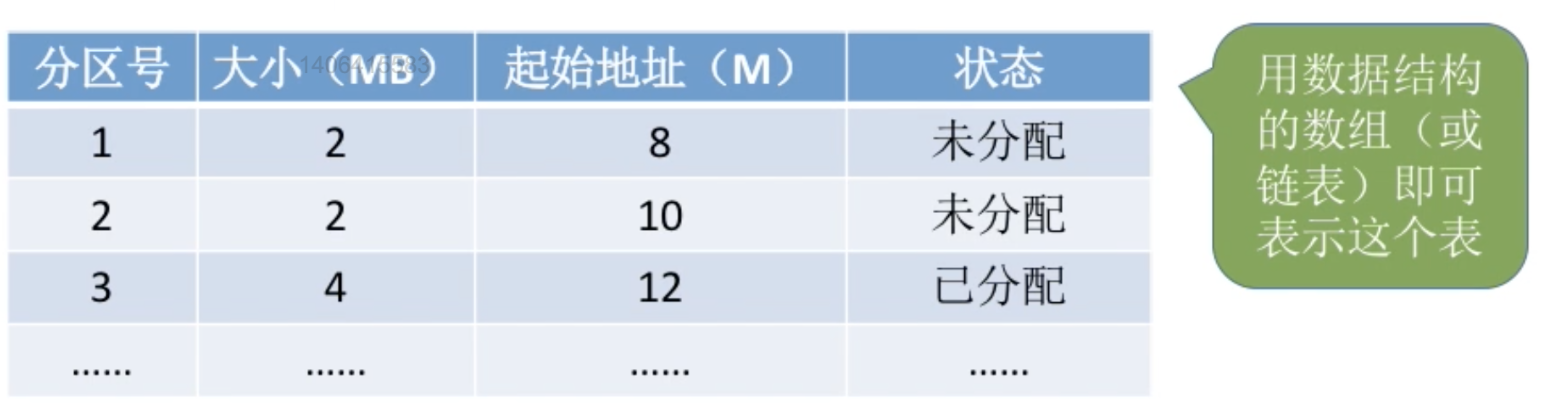 分区号 大小（MB） 起始地址（M） 状态
1 2 8 未分配
2 2 10 未分配
3 4 12 已分配
…… …… …… ……
用数据结构
的数组（或
链表）即可
表示这个表